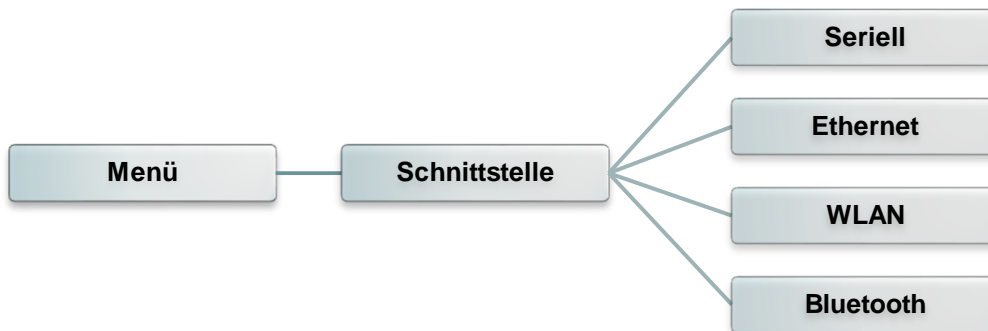 Menü
Schnittstelle
Seriell
Ethernet
WLAN
Bluetooth